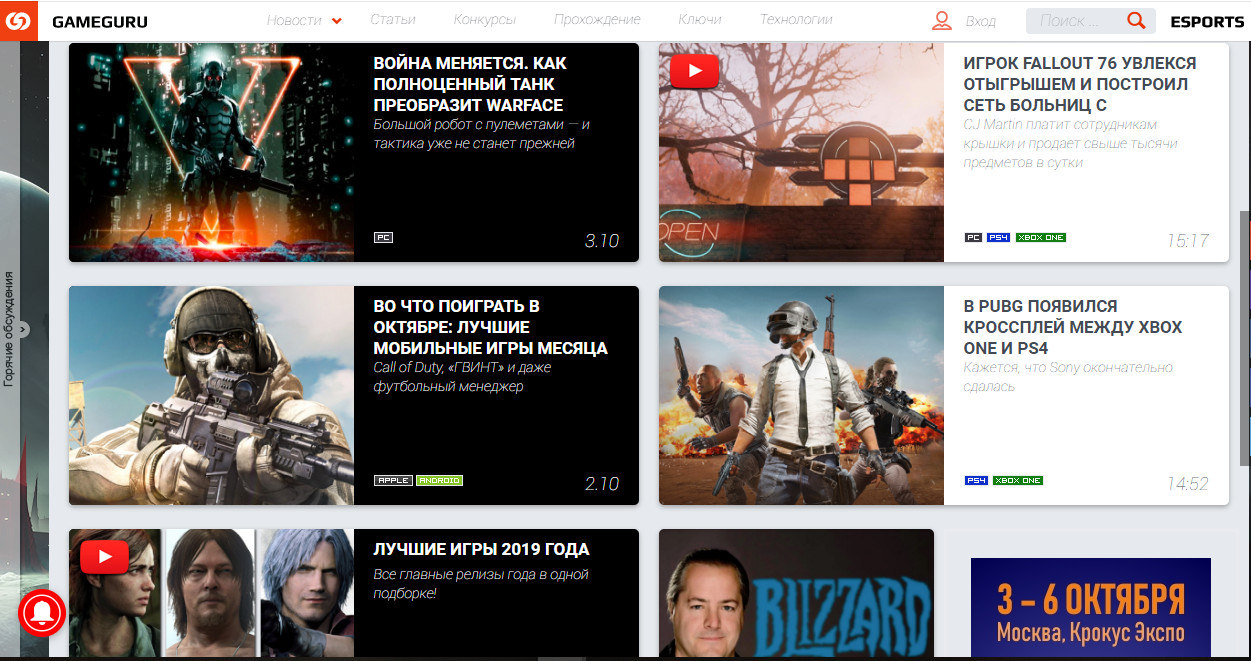 GAMEGURU
Новости
Статьи
Конкурсы
Прохождение
Ключи
Технологии
Вход
Поиск ...
ESPORTS
Горячие обсуждения
ВОЙНА МЕНЯЕТСЯ. КАК
ПОЛНОЦЕННЫЙ ТАНК
ПРЕОБРАЗИТ WARFACE
Большой робот с пулеметами — и
тактика уже не станет прежней
PC
3.10
OPEN
ИГРОК FALLOUT 76 УВЛЕКСЯ
ОТЫГРЫШЕМ И ПОСТРОИЛ
СЕТЬ БОЛЬНИЦ С
CJ Martin платит сотрудникам
крышки и продает свыше тысячи
предметов в сутки
PC PS4 XBOX ONE
15:17
ВО ЧТО ПОИГРАТЬ В
ОКТЯБРЕ: ЛУЧШИЕ
МОБИЛЬНЫЕ ИГРЫ МЕСЯЦА
Call of Duty, «ГВИНТ» и даже
футбольный менеджер
APPLE ANDROID
2.10
В PUBG ПОЯВИЛСЯ
КРОССПЛЕЙ МЕЖДУ XBOX
ONE И PS4
Кажется, что Sony окончательно
сдалась
PS4 XBOX ONE
14:52
ЛУЧШИЕ ИГРЫ 2019 ГОДА
Все главные релизы года в одной
подборке!
BLIZZARD
3 – 6 ОКТЯБРЯ
Москва, Крокус Экспо